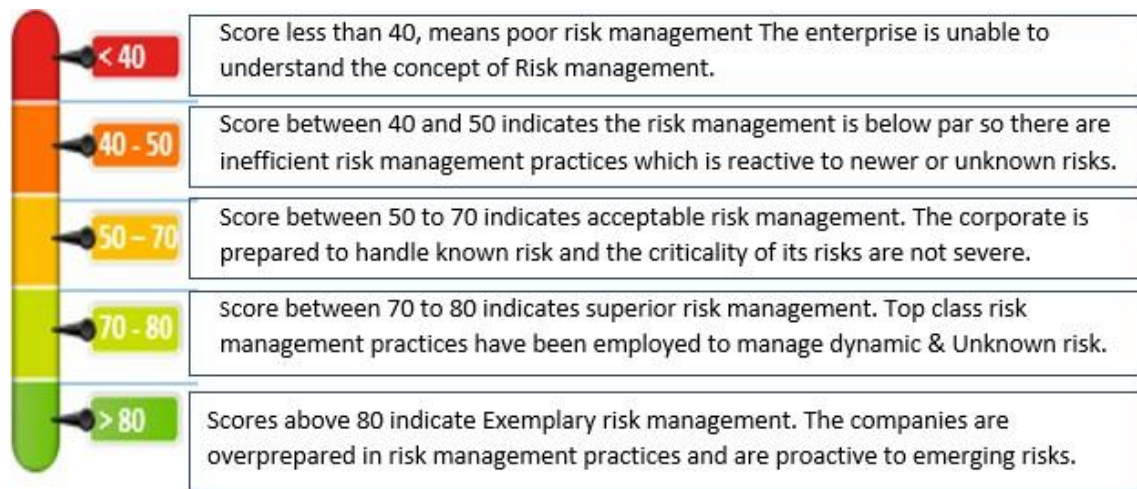 < 40
Score less than 40, means poor risk management The enterprise is unable to
understand the concept of Risk management.
40 - 50
Score between 40 and 50 indicates the risk management is below par so there are
inefficient risk management practices which is reactive to newer or unknown risks.
50 – 70
Score between 50 to 70 indicates acceptable risk management. The corporate is
prepared to handle known risk and the criticality of its risks are not severe.
70 - 80
Score between 70 to 80 indicates superior risk management. Top class risk
management practices have been employed to manage dynamic & Unknown risk.
> 80
Scores above 80 indicate Exemplary risk management. The companies are
overprepared in risk management practices and are proactive to emerging risks.